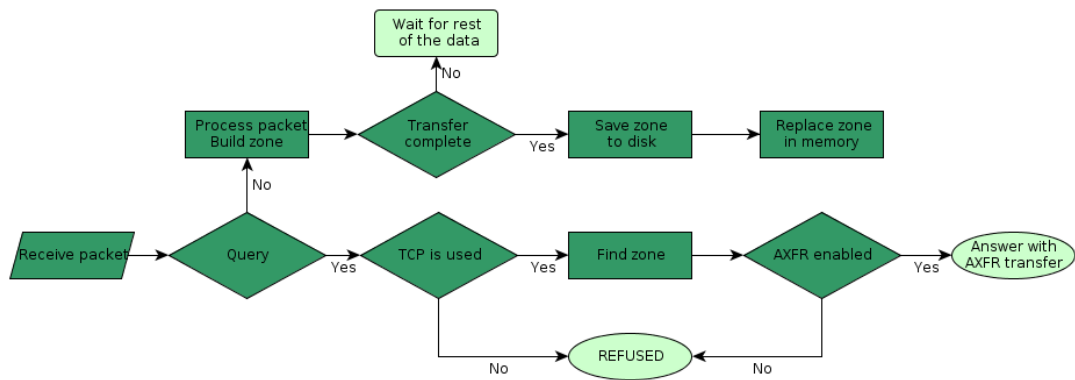 Wait for rest
of the data
No
Process packet
Build zone
Transfer
complete
Yes
Save zone
to disk
Replace zone
in memory
No
Receive packet
Query
Yes
TCP is used
Yes
Find zone
AXFR enabled
Yes
Answer with
AXFR transfer
No
REFUSED
No